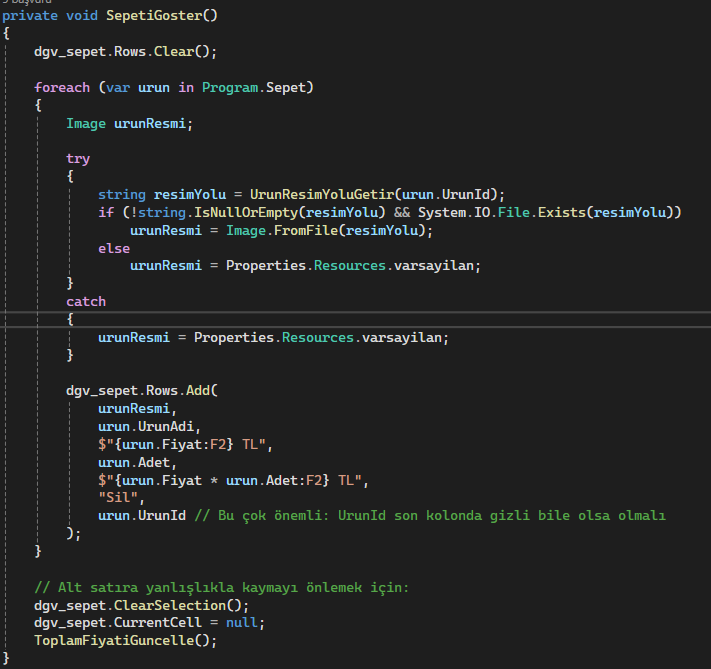 5 başvuru
private void SepetiGoster()
{
dgv_sepet.Rows.Clear();
foreach (var urun in Program.Sepet)
{
Image urunResmi;
try
{
string resimYolu = UrunResimYoluGetir(urun.UrunId);
if (!string.IsNullOrEmpty(resimYolu) && System.IO.File.Exists(resimYolu))
urunResmi = Image.FromFile(resimYolu);
else
urunResmi = Properties.Resources.varsayilan;
}
catch
{
urunResmi = Properties.Resources.varsayilan;
}
dgv_sepet.Rows.Add(
urunResmi,
urun.UrunAdi,
$"{urun.Fiyat:F2} TL",
urun.Adet,
$"{urun.Fiyat * urun.Adet:F2} TL",
"Sil",
urun.UrunId // Bu çok önemli: UrunId son kolonda gizli bile olsa olmalı
);
}
// Alt satıra yanlışlıkla kaymayı önlemek için:
dgv_sepet.ClearSelection();
dgv_sepet.CurrentCell = null;
ToplamFiyatiGuncelle();
}